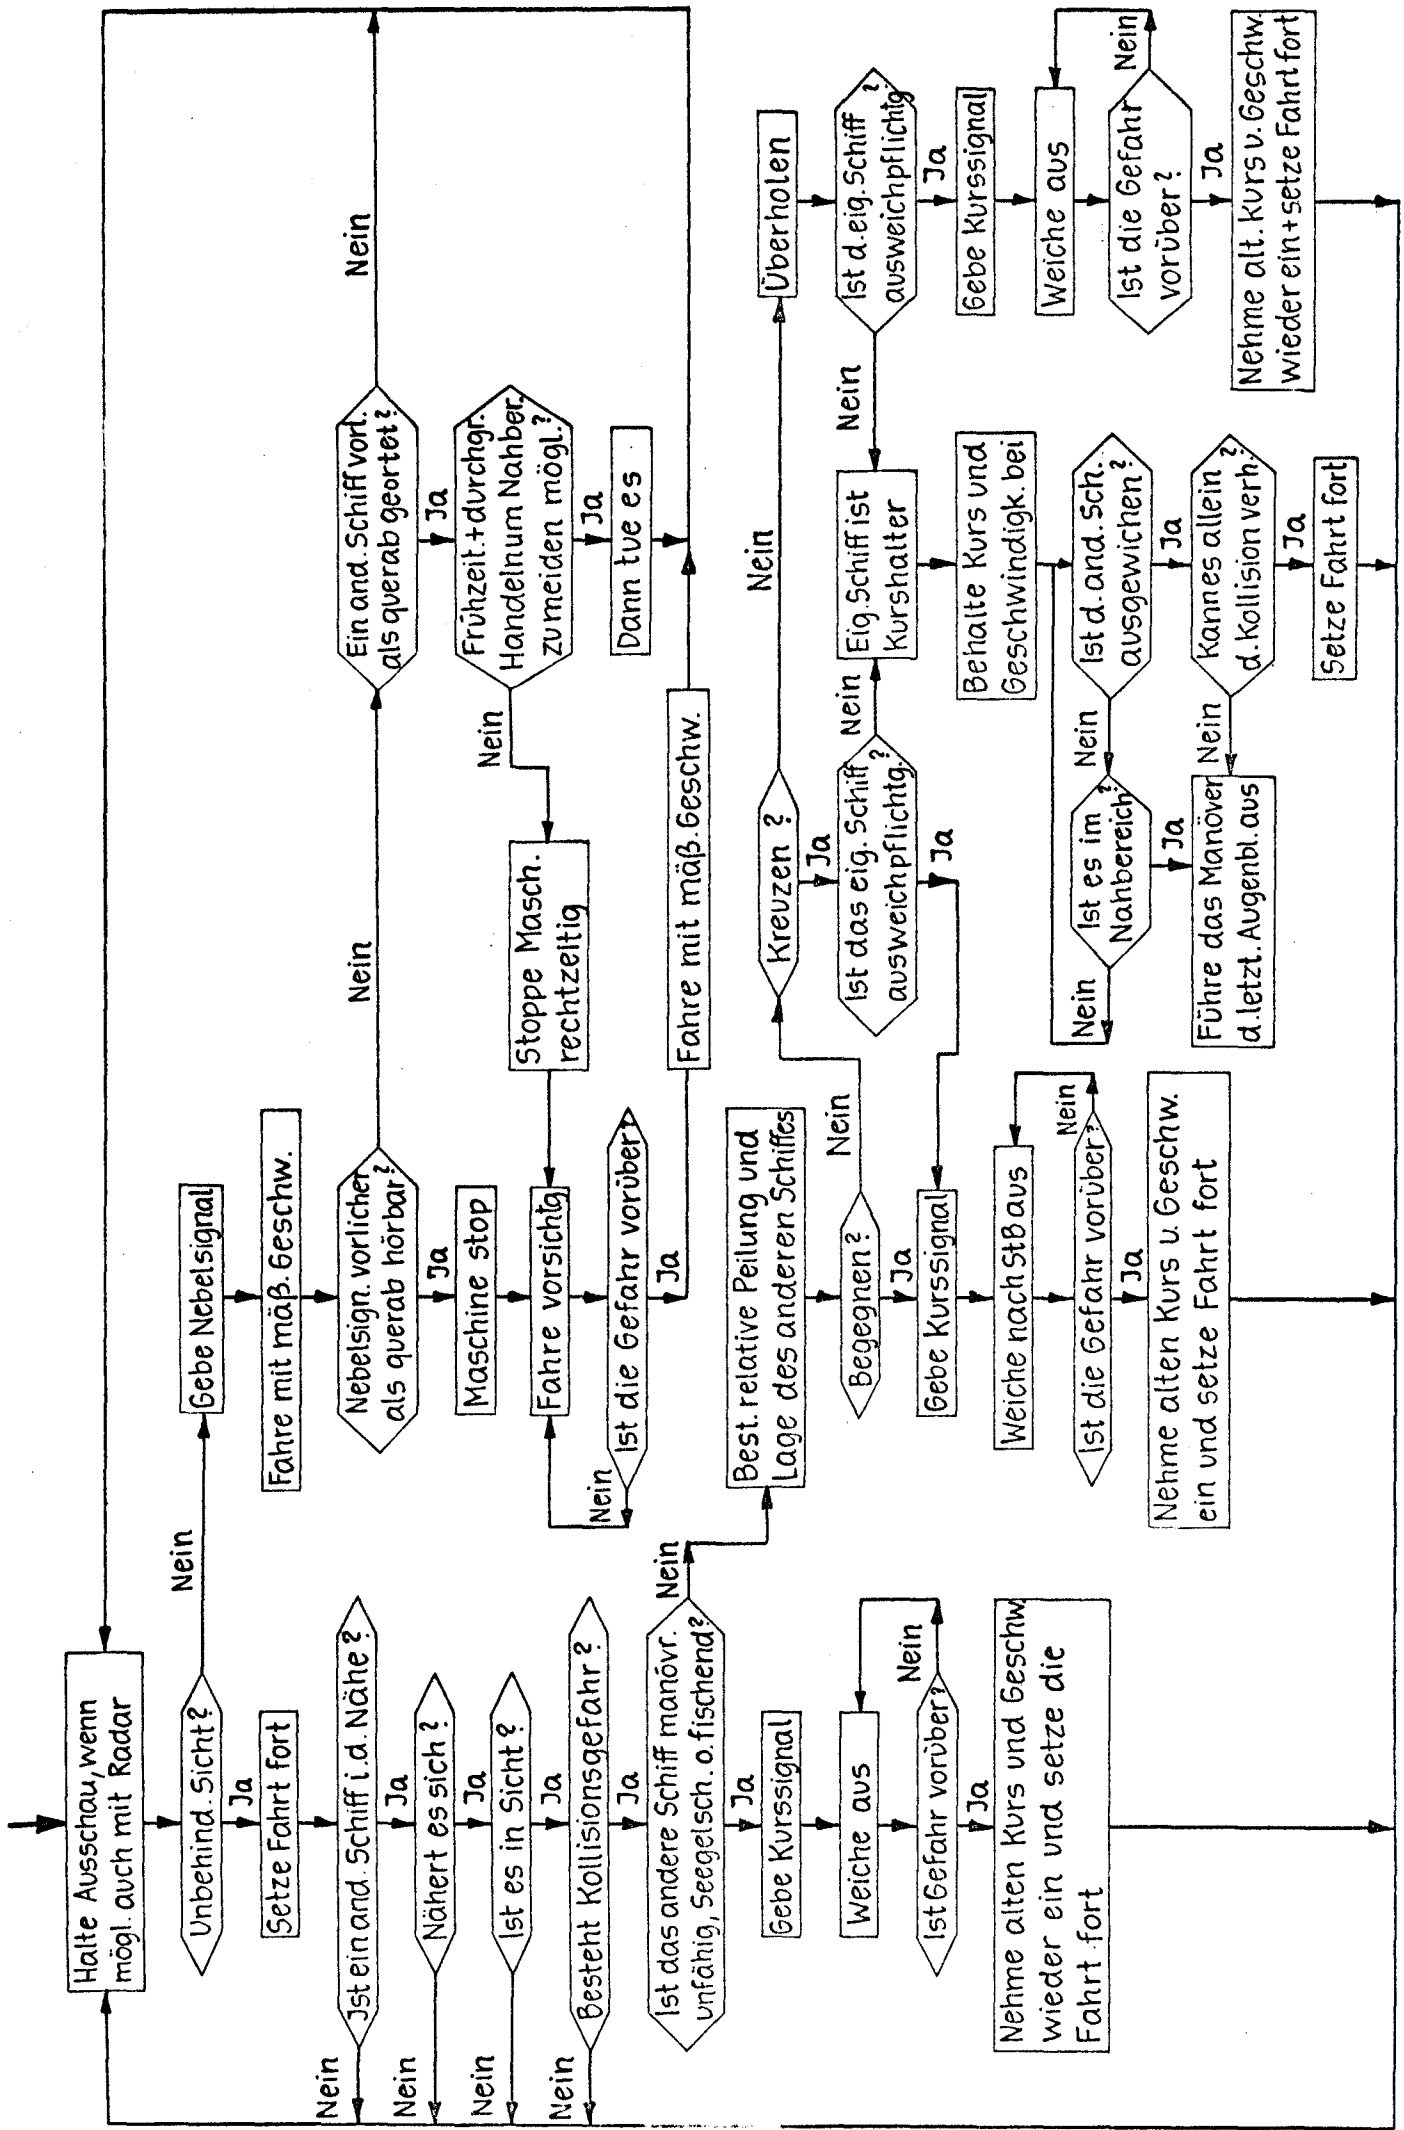 Halte Ausschau, wenn
mögl. auch mit Radar
Unbehind. Sicht?
Nein
Ja
Setze Fahrt fort
Ist ein and. Schiff i.d. Nähe?
Nein
Ja
Nähert es sich?
Nein
Ja
Ist es in Sicht?
Nein
Ja
Besteht Kollisionsgefahr?
Nein
Ja
Ist das andere Schiff manövr.
unfähig, Seegelsch. o. fischend?
Nein
Ja
Gebe Kurssignal
Weiche aus
Ist Gefahr vorüber?
Nein
Ja
Nehme alten Kurs und Geschw.
wieder ein und setze die
Fahrt fort
Gebe Nebelsignal
Fahre mit mäß. Geschw.
Nebelsign. vorlicher
als querab hörbar?
Nein
Ja
Maschine stop
Fahre vorsichtig
Ist die Gefahr vorüber?
Nein
Ja
Fahre mit mäß. Geschw.
Ein and. Schiff vorl.
als querab geortet?
Nein
Ja
Frühzeit.+durchgr.
Handeln um Nahber.
zu meiden mögl.?
Nein
Ja
Dann tue es
Stoppe Masch.
rechtzeitig
Best. relative Peilung und
Lage des anderen Schiffes
Begegnen?
Nein
Ja
Gebe Kurssignal
Weiche nach StB aus
Ist die Gefahr vorüber?
Nein
Ja
Nehme alten Kurs u. Geschw.
ein und setze Fahrt fort
Kreuzen?
Nein
Ja
Ist das eig. Schiff
ausweichpflichtg.?
Nein
Ja
Eig. Schiff ist
Kurshalter
Behalte Kurs und
Geschwindigk. bei
Ist d. and. Sch.
ausgewichen?
Nein
Ja
Ist es im
Nahbereich?
Nein
Ja
Kann es allein
d. Kollision verh.?
Nein
Ja
Führe das Manöver
d. letzt. Augenbl. aus
Setze Fahrt fort
Überholen
Ist d. eig. Schiff
ausweichpflichtg?
Nein
Ja
Gebe Kurssignal
Weiche aus
Ist die Gefahr
vorüber?
Nein
Ja
Nehme alt. Kurs u. Geschw.
wieder ein+setze Fahrt fort